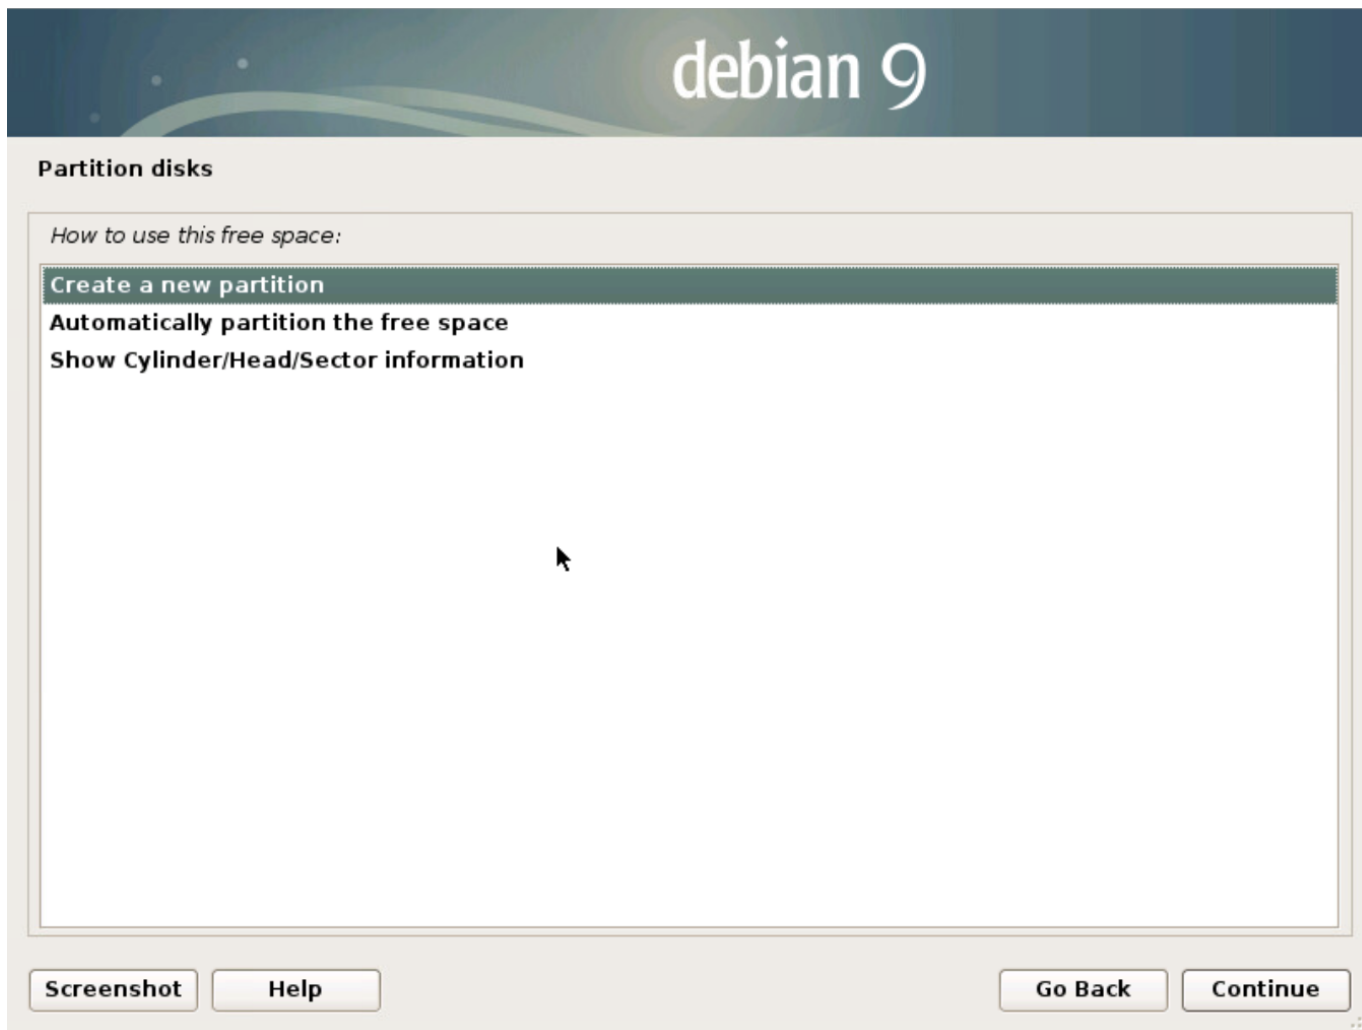 debian 9
Partition disks
How to use this free space:
Create a new partition
Automatically partition the free space
Show Cylinder/Head/Sector information
Screenshot Help Go Back Continue